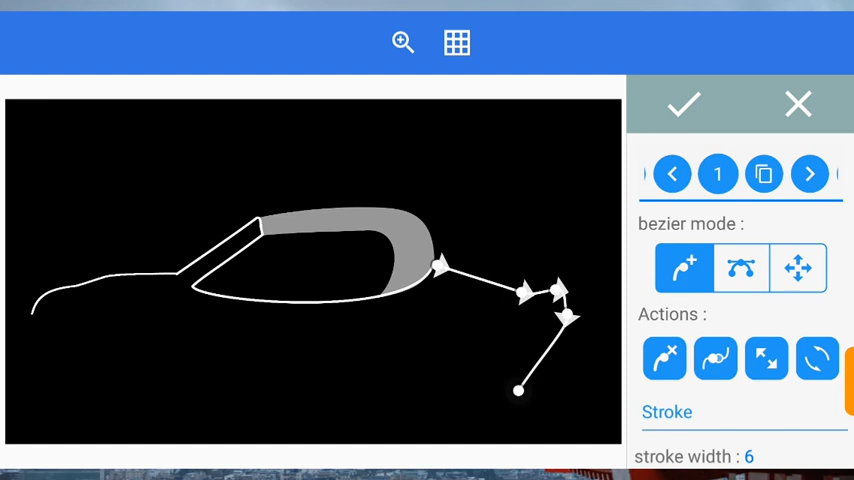 1
bezier mode :
Actions :
Stroke
stroke width : 6